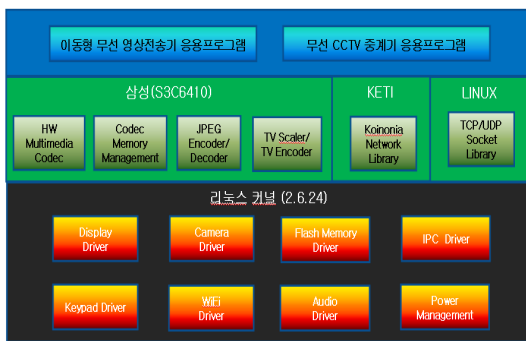 이동형 무선 영상전송기 응용프로그램
무선 CCTV 중계기 응용프로그램
삼성(S3C6410)
KETI
LINUX
HW
Multimedia
Codec
Codec
Memory
Management
JPEG
Encoder/
Decoder
TV Scaler/
TV Encoder
Koinonia
Network
Library
TCP/UDP
Socket
Library
리눅스 커널 (2.6.24)
Display
Driver
Camera
Driver
Flash Memory
Driver
IPC Driver
Keypad Driver
WiFi
Driver
Audio
Driver
Power
Management